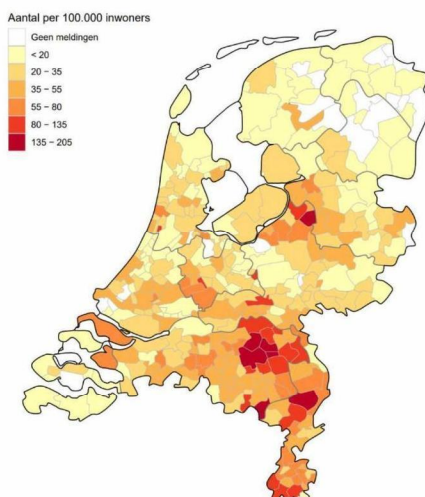 Aantal per 100.000 inwoners
Geen meldingen
< 20
20 – 35
35 – 55
55 – 80
80 – 135
135 – 205